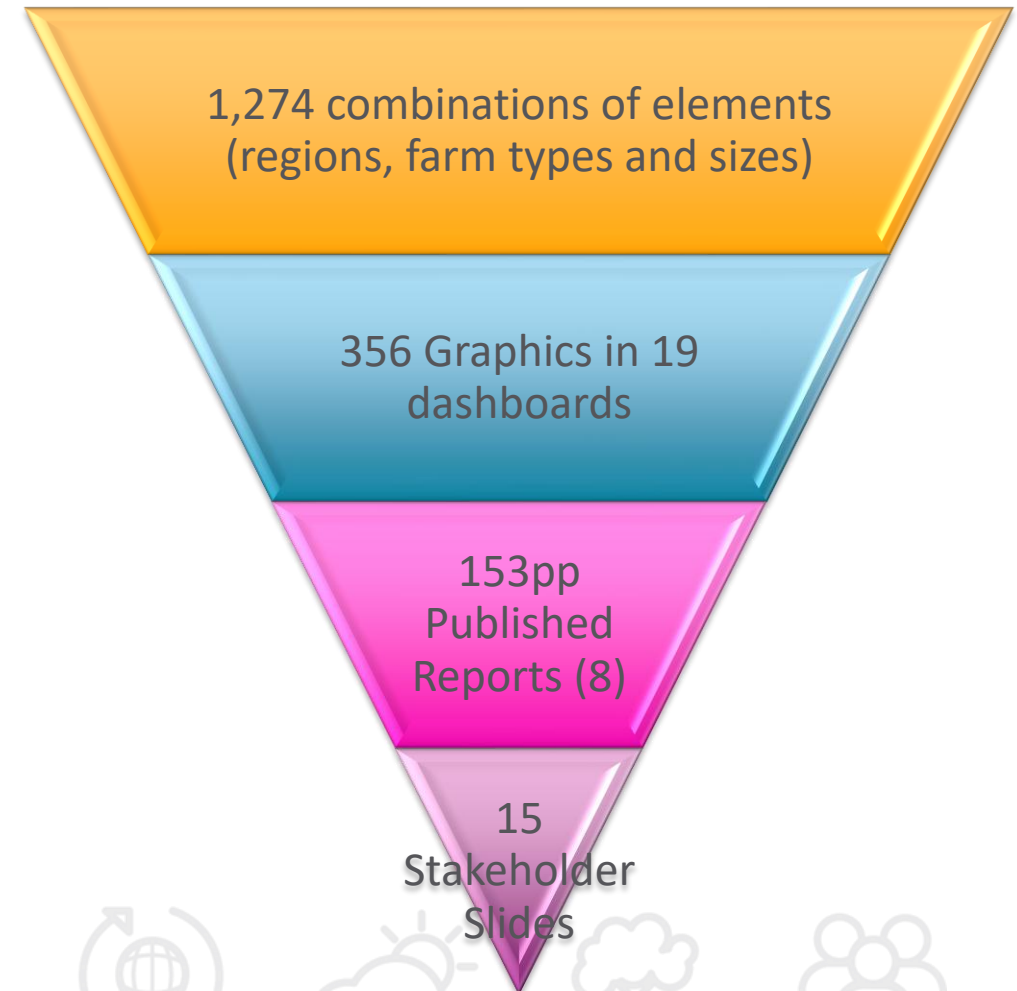 1,274 combinations of elements
(regions, farm types and sizes)
356 Graphics in 19
dashboards
153pp
Published
Reports (8)
15
Stakeholder
Slides